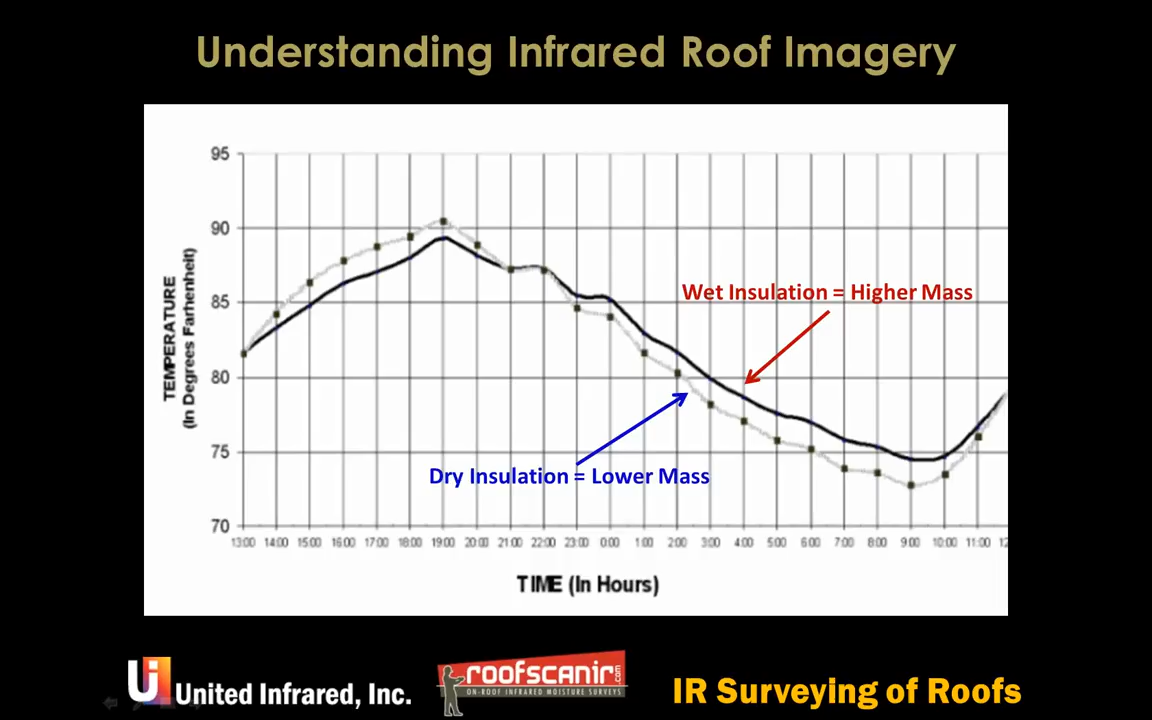 Understanding Infrared Roof Imagery
95
90
85
80
75
70
TEMPERATURE
(In Degrees Farhenheit)
Wet Insulation = Higher Mass
Dry Insulation = Lower Mass
13:00 14:00 15:00 16:00 17:00 18:00 19:00 20:00 21:00 22:00 23:00 0:00 1:00 2:00 3:00 4:00 5:00 6:00 7:00 8:00 9:00 10:00 11:00 12
TIME (In Hours)
Ui United Infrared, Inc.
roofscanir.com
ON-ROOF INFRARED MOISTURE SURVEYS
IR Surveying of Roofs